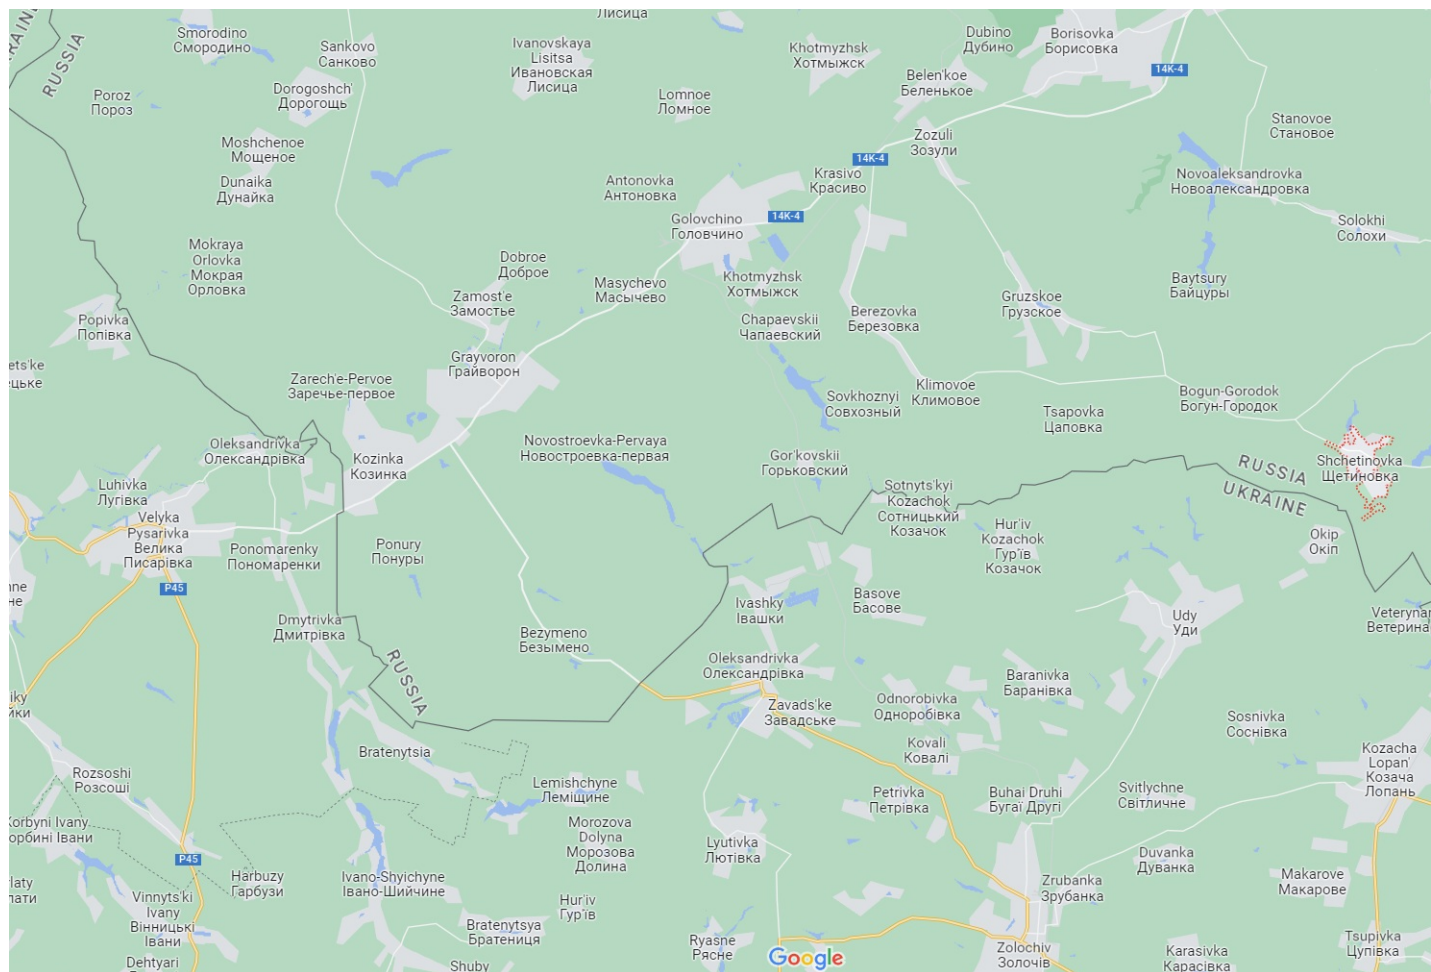 Лисица
Smorodino
Смородино
Sankovo
Санково
Ivanovskaya
Lisitsa
Ивановская
Лисица
Khotmyzhsk
Хотмыжск
Dubino
Дубино
Borisovka
Борисовка
RUSSIA
14K-4
Belen'koe
Беленькое
Poroz
Пороз
Dorogoshch'
Дорогощь
Lomnoe
Ломное
Stanovoe
Становое
Zozuli
Зозули
Moshchenoe
Мощеное
14K-4
Dunaika
Дунайка
Antonovka
Антоновка
Krasivo
Красиво
Novoaleksandrovka
Новоалександровка
Golovchino
Головчино
14K-4
Solokhi
Солохи
Mokraya
Orlovka
Мокрая
Орловка
Dobroe
Доброе
Masychevo
Масычево
Khotmyzhsk
Хотмыжск
Baytsury
Байцуры
Zamost'e
Замостье
Gruzskoe
Грузское
Popivka
Попівка
Chapaevskii
Чапаевский
Berezovka
Березовка
ets'ke
цьке
Grayvoron
Грайворон
Zarech'e-Pervoe
Заречье-первое
Sovkhoznyi
Совхозный
Klimovoe
Климовое
Bogun-Gorodok
Богун-Городок
Tsapovka
Цаповка
Oleksandrivka
Олександрівка
Novostroevka-Pervaya
Новостроевка-первая
Kozinka
Козинка
Gor'kovskii
Горьковский
RUSSIA
UKRAINE
Shchetinovka
Щетиновка
Luhivka
Лугівка
Sotnyts'kyi
Kozachok
Сотницький
Козачок
Velyka
Pysarivka
Велика
Писарівка
Hur'iv
Kozachok
Гур'їв
Козачок
Okip
Окіп
Ponomarenky
Пономаренки
Ponury
Понуры
P45
Ivashky
Івашки
Basove
Басове
Udy
Уди
Dmytrivka
Дмитрівка
Bezymeno
Безымено
RUSSIA
Oleksandrivka
Олександрівка
Baranivka
Баранівка
Zavads'ke
Завадське
Odnorobivka
Одноробівка
Sosnivka
Соснівка
Bratenytsia
Kovali
Ковалі
Kozacha
Lopan'
Козача
Лопань
Rozsoshi
Розсоші
Lemishchyne
Леміщине
Petrivka
Петрівка
Buhai Druhi
Бугаї Другі
Svitlychne
Світличне
Korbyni Ivany
орбині Івани
Morozova
Dolyna
Морозова
Долина
Lyutivka
Лютівка
P45
Duvanka
Дуванка
Harbuzy
Гарбузи
Ivano-Shyichyne
Івано-Шийчине
Zrubanka
Зрубанка
Makarove
Макарове
Vinnyts'ki
Ivany
Вінницькі
Івани
Hur'iv
Гур'їв
Bratenytsya
Братениця
Ryasne
Рясне
Google
Zolochiv
Золочів
Karasivka
Карасівка
Tsupivka
Цупівка
Dehtyari
Shuby